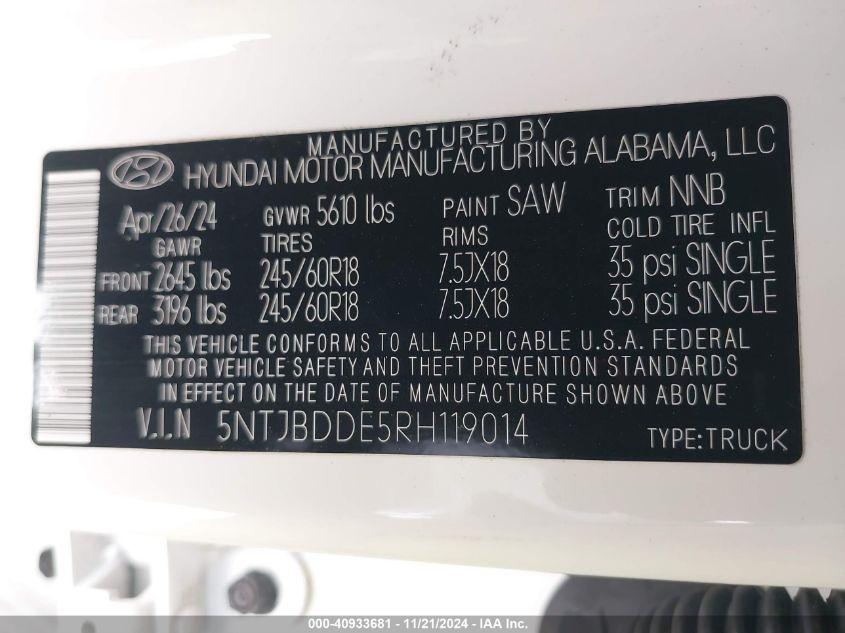 MANUFACTURED BY
HYUNDAI MOTOR MANUFACTURING ALABAMA, LLC
Apr/26/24 GVWR 5610 lbs PAINT SAW TRIM NNB
GAWR TIRES RIMS COLD TIRE INFL
FRONT 2645 lbs 245/60R18 7.5JX18 35 psi SINGLE
REAR 3196 lbs 245/60R18 7.5JX18 35 psi SINGLE
THIS VEHICLE CONFORMS TO ALL APPLICABLE U.S.A. FEDERAL
MOTOR VEHICLE SAFETY AND THEFT PREVENTION STANDARDS
IN EFFECT ON THE DATE OF MANUFACTURE SHOWN ABOVE
V.I.N 5NTJBDDE5RH119014 TYPE:TRUCK
000-40933681 - 11/21/2024 - IAA Inc.